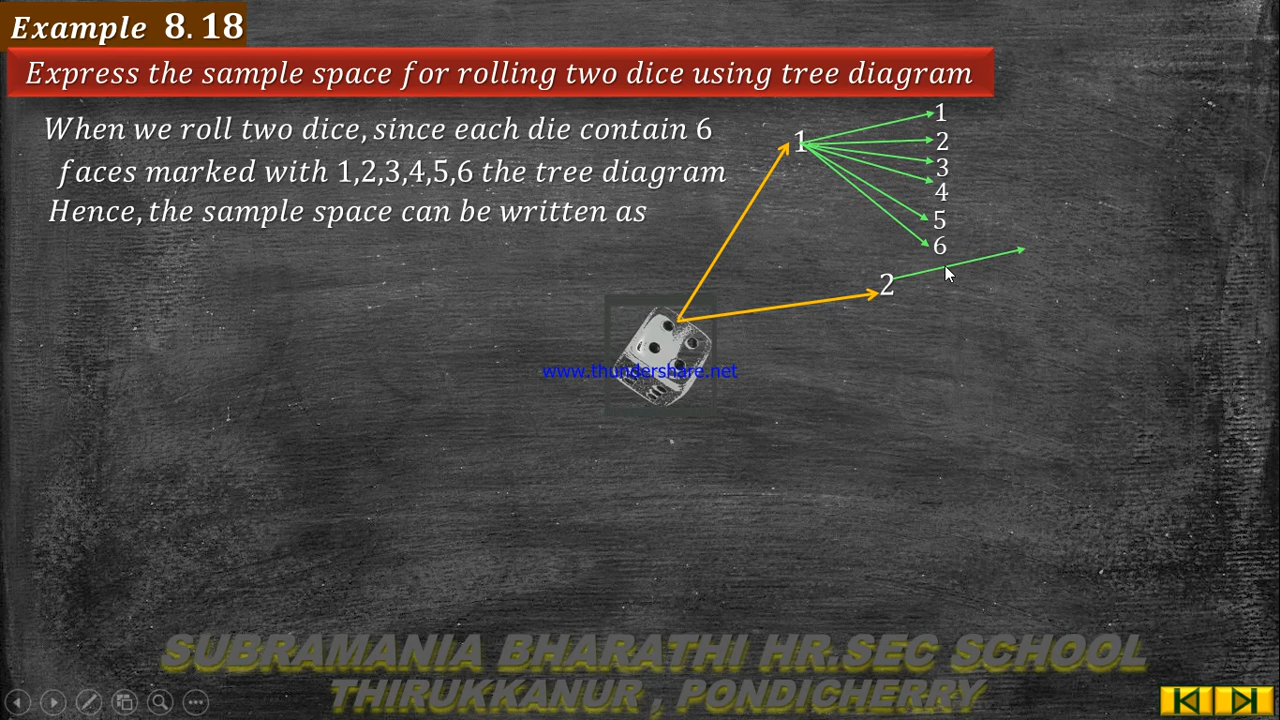 Example 8.18
Express the sample space for rolling two dice using tree diagram
When we roll two dice, since each die contain 6
faces marked with 1,2,3,4,5,6 the tree diagram
Hence, the sample space can be written as
1
1
2
3
4
5
6
2
www.thundershare.net
SUBRAMANIA BHARATHI HR.SEC SCHOOL
THIRUKKANUR , PONDICHERRY